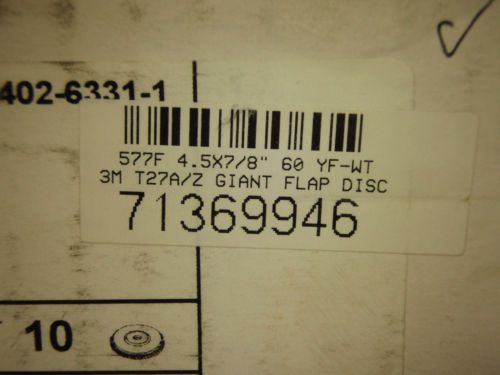 402-6331-1
577F 4.5X7/8" 60 YF-WT
3M T27A/Z GIANT FLAP DISC
71369946
10